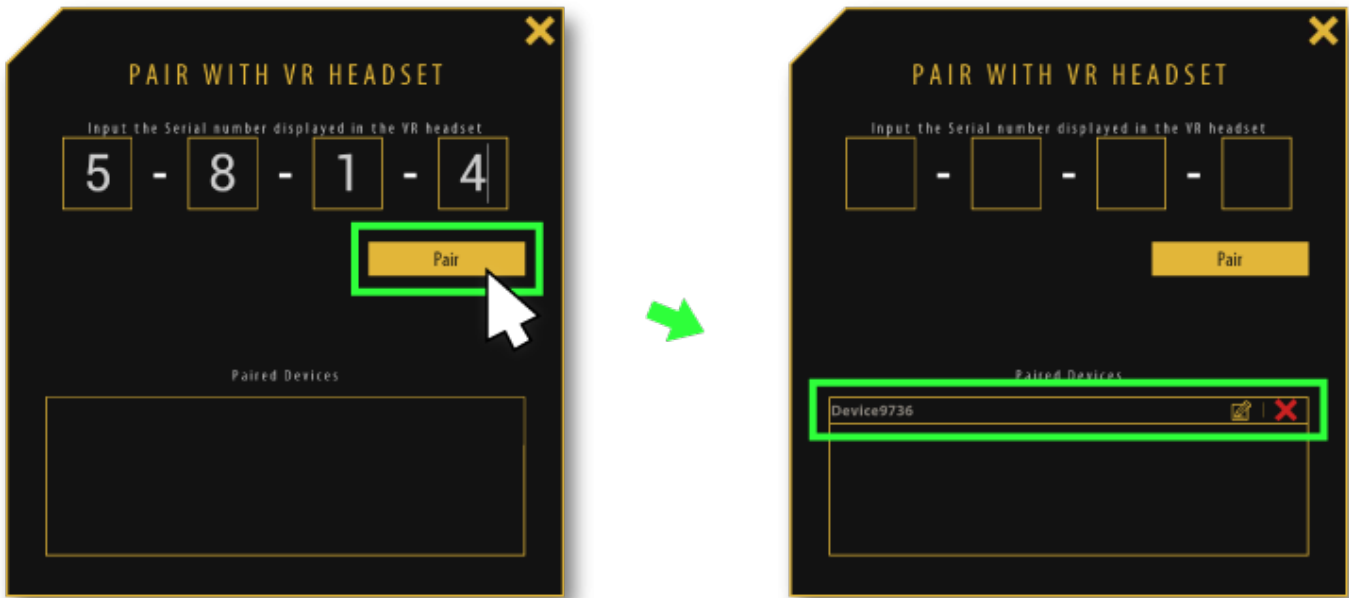 PAIR WITH VR HEADSET
Input the Serial number displayed in the VR headset
5 - 8 - 1 - 4
Pair
Paired Devices
PAIR WITH VR HEADSET
Input the Serial number displayed in the VR headset
- - -
Pair
Paired Devices
Device9736